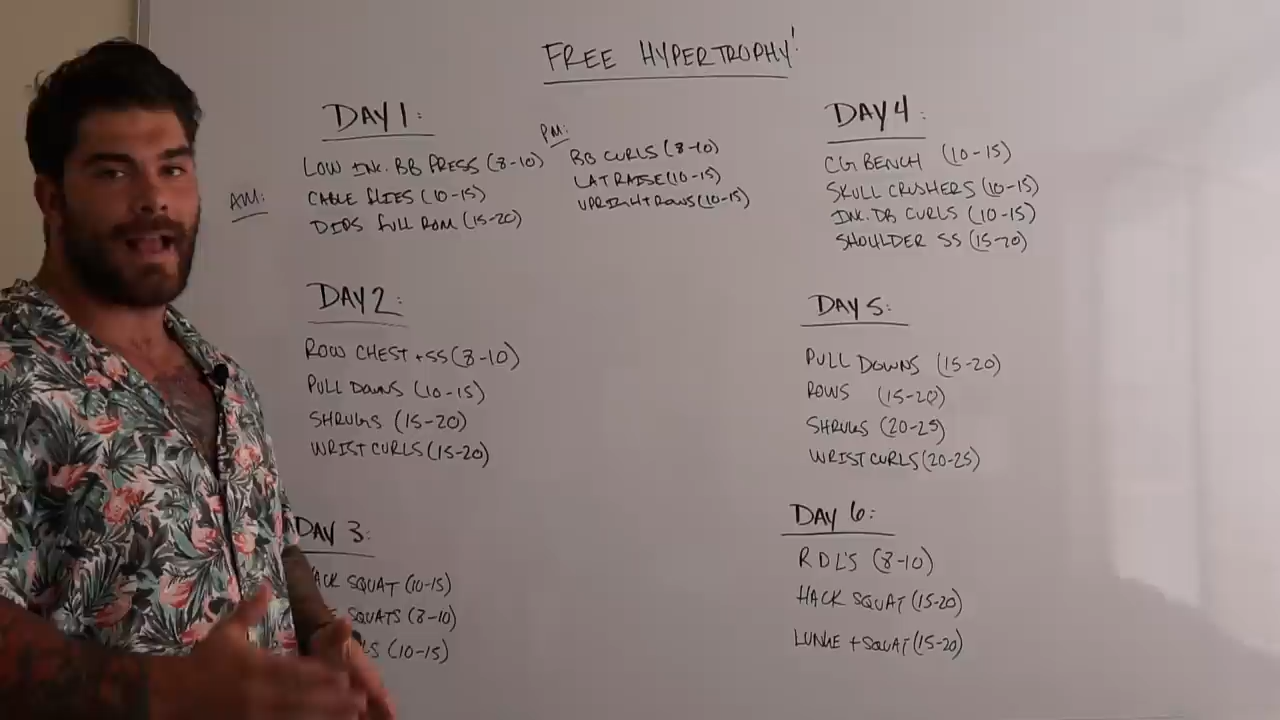 FREE HYPERTROPHY!
DAY 1:
AM:
LOW INC. BB PRESS (8-10)
CABLE FLIES (10-15)
DIPS FULL ROM (15-20)
PM:
BB CURLS (8-10)
LAT RAISE (10-15)
UPRIGHT ROWS (10-15)
DAY 2:
ROW CHEST + SS (8-10)
PULL DOWNS (10-15)
SHRUGS (15-20)
WRIST CURLS (15-20)
DAY 3:
SQUAT (10-15)
SQUATS (8-10)
(10-15)
DAY 4:
CG BENCH (10-15)
SKULL CRUSHERS (10-15)
INC. DB CURLS (10-15)
SHOULDER SS (15-20)
DAY 5:
PULL DOWNS (15-20)
ROWS (15-20)
SHRUGS (20-25)
WRIST CURLS (20-25)
DAY 6:
RDL'S (8-10)
HACK SQUAT (15-20)
LUNGE + SQUAT (15-20)